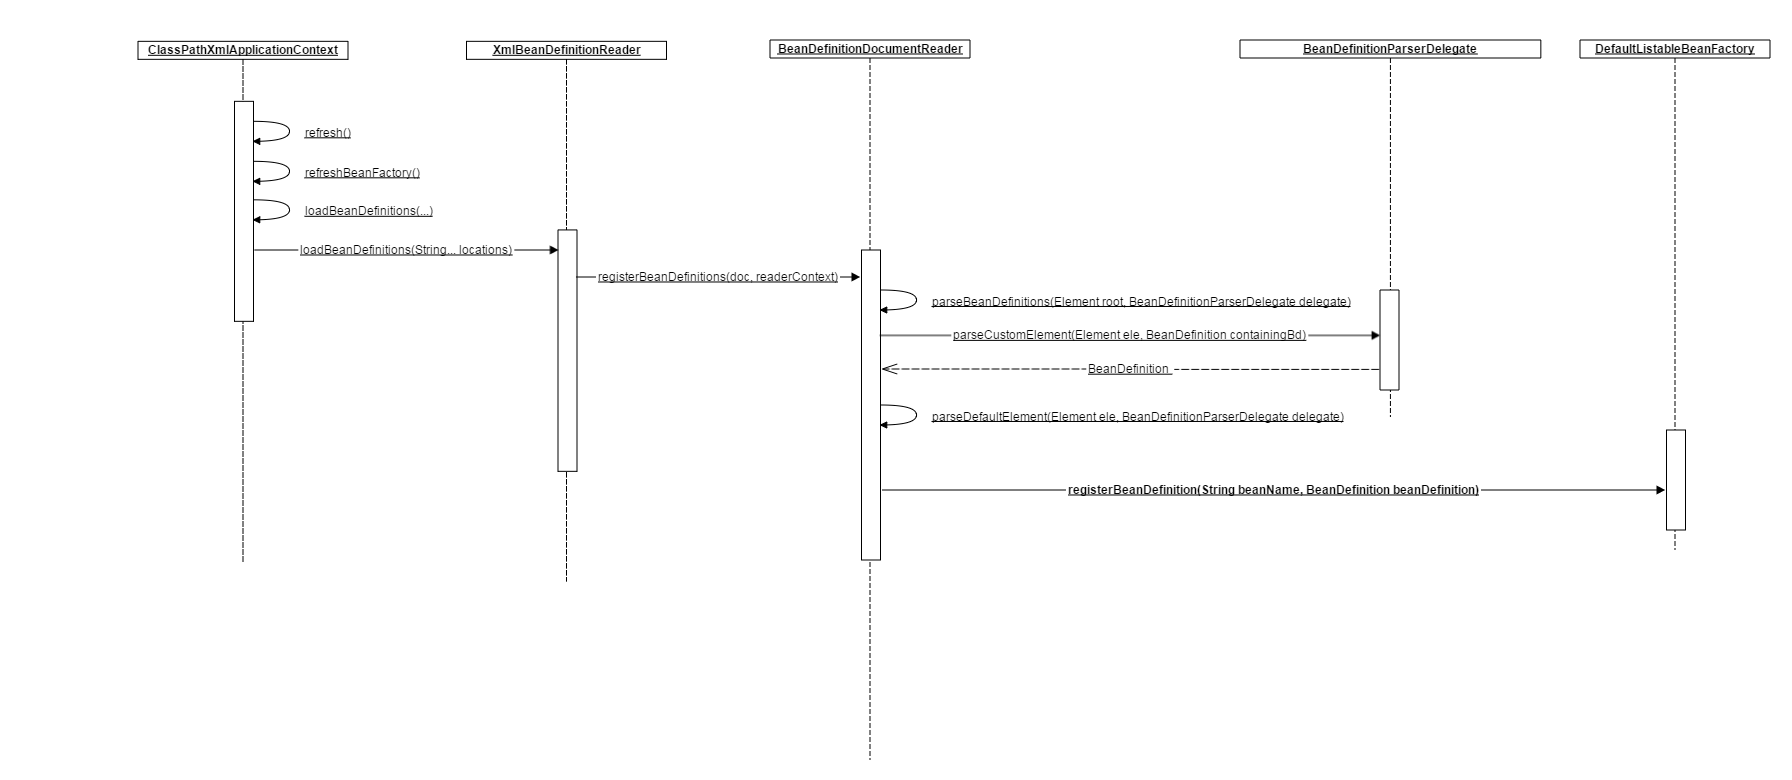 ClassPathXmlApplicationContext
XmlBeanDefinitionReader
BeanDefinitionDocumentReader
BeanDefinitionParserDelegate
DefaultListableBeanFactory
refresh()
refreshBeanFactory()
loadBeanDefinitions(...)
loadBeanDefinitions(String... locations)
registerBeanDefinitions(doc, readerContext)
parseBeanDefinitions(Element root, BeanDefinitionParserDelegate delegate)
parseCustomElement(Element ele, BeanDefinition containingBd)
BeanDefinition
parseDefaultElement(Element ele, BeanDefinitionParserDelegate delegate)
registerBeanDefinition(String beanName, BeanDefinition beanDefinition)